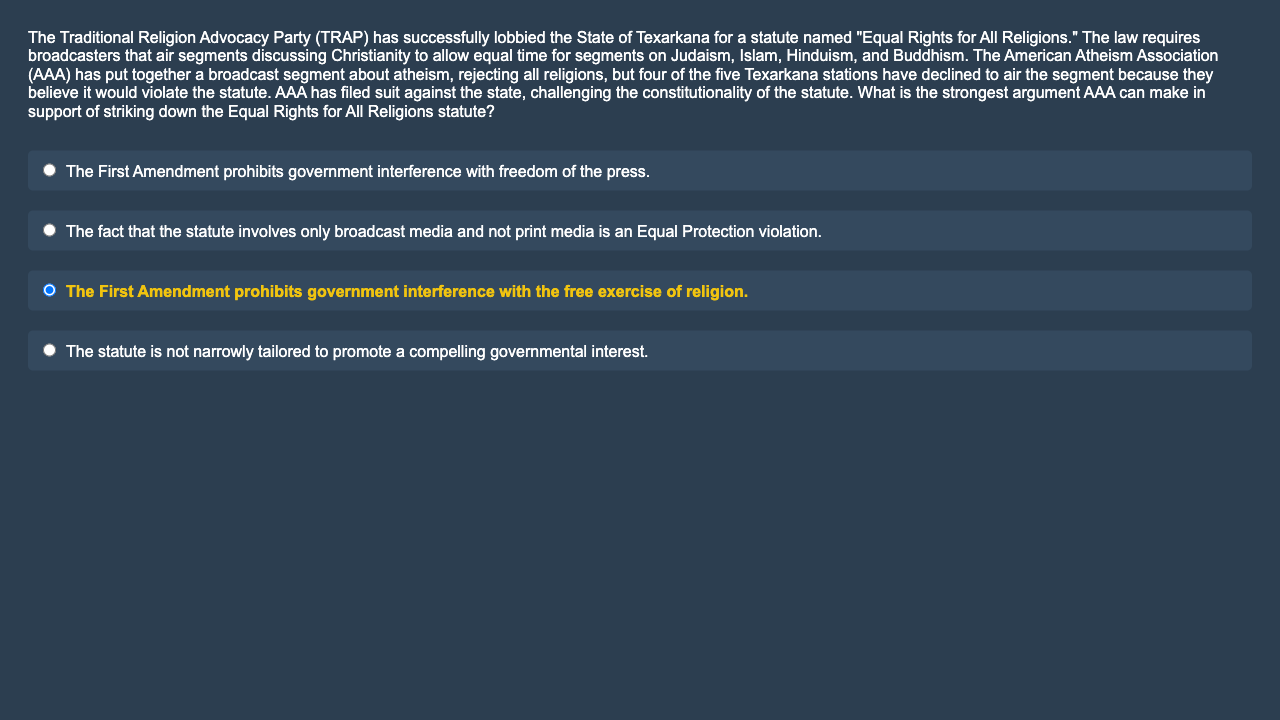 The Traditional Religion Advocacy Party (TRAP) has successfully lobbied the State of Texarkana for a statute named "Equal Rights for All Religions." The law requires
broadcasters that air segments discussing Christianity to allow equal time for segments on Judaism, Islam, Hinduism, and Buddhism. The American Atheism Association
(AAA) has put together a broadcast segment about atheism, rejecting all religions, but four of the five Texarkana stations have declined to air the segment because they
believe it would violate the statute. AAA has filed suit against the state, challenging the constitutionality of the statute. What is the strongest argument AAA can make in
support of striking down the Equal Rights for All Religions statute?
The First Amendment prohibits government interference with freedom of the press.
The fact that the statute involves only broadcast media and not print media is an Equal Protection violation.
The First Amendment prohibits government interference with the free exercise of religion.
The statute is not narrowly tailored to promote a compelling governmental interest.